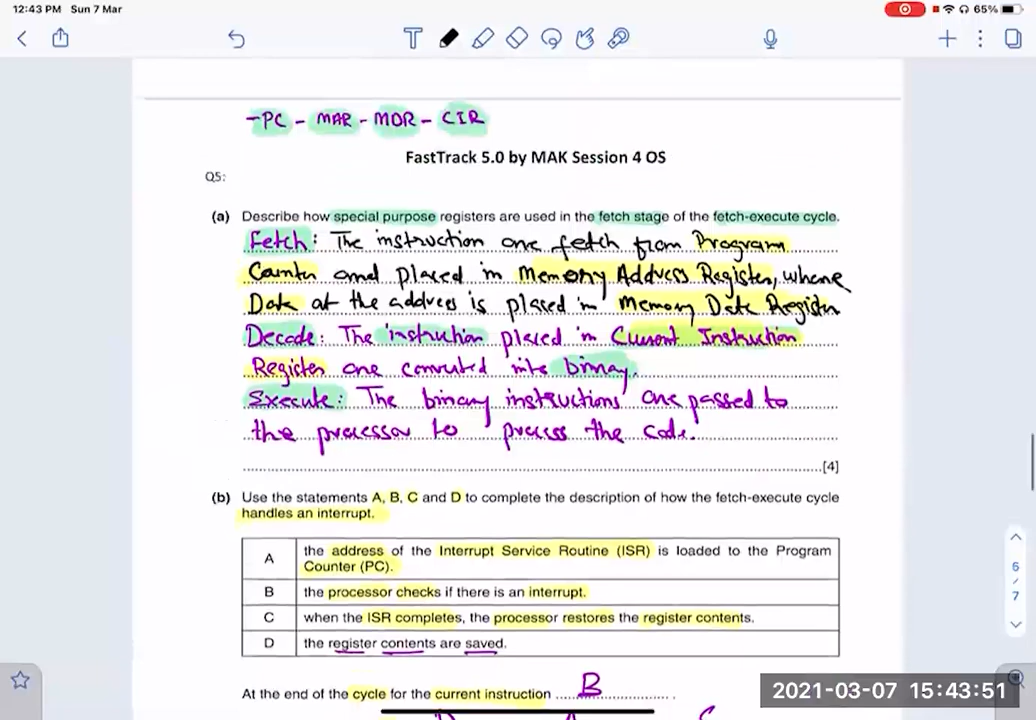 12:43 PM Sun 7 Mar
65%
-PC - MAR - MDR - CIR
FastTrack 5.0 by MAK Session 4 OS
Q5:
(a) Describe how special purpose registers are used in the fetch stage of the fetch-execute cycle.
Fetch: The instruction are fetch from Program
Counter and placed in Memory Address Register, where
Data at the address is placed in Memory Data Register
Decode: The instruction placed in Current Instruction
Register are converted into binary.
Execute: The binary instructions are passed to
the processor to process the code.
[4]
(b) Use the statements A, B, C and D to complete the description of how the fetch-execute cycle
handles an interrupt.
A the address of the Interrupt Service Routine (ISR) is loaded to the Program
Counter (PC).
B the processor checks if there is an interrupt.
C when the ISR completes, the processor restores the register contents.
D the register contents are saved.
At the end of the cycle for the current instruction B
6
/
7
2021-03-07 15:43:51